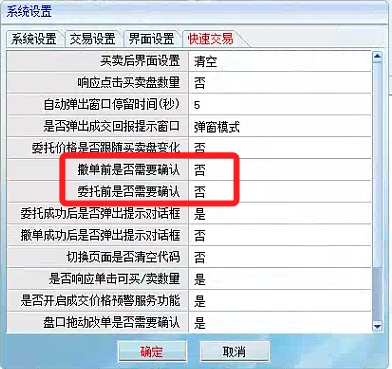 系统设置
系统设置 交易设置 界面设置 快速交易
买卖后界面设置 清空
响应点击买卖盘数量 否
自动弹出窗口停留时间(秒) 5
是否弹出成交回报提示窗口 弹窗模式
委托价格是否跟随买卖盘变化 否
撤单前是否需要确认 否
委托前是否需要确认 否
委托成功后是否弹出提示对话框 是
撤单成功后是否弹出提示对话框 否
切换页面是否清空代码 否
是否响应单击可买/卖数量 是
是否开启成交价格预警服务功能 是
盘口拖动改单是否需要确认 是
确定 取消